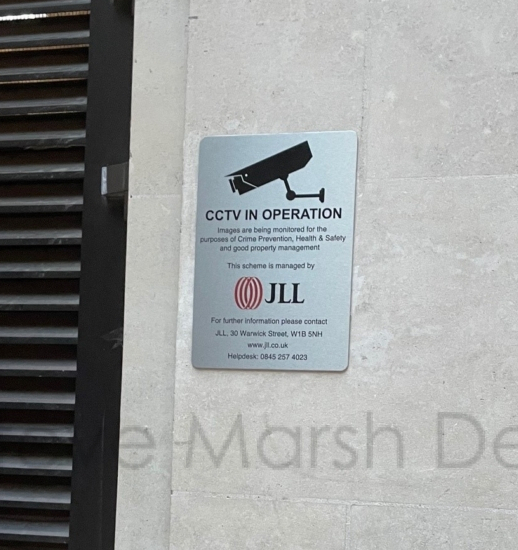 CCTV IN OPERATION
Images are being monitored for the
purposes of Crime Prevention, Health & Safety
and good property management
This scheme is managed by
JLL
For further information please contact
JLL, 30 Warwick Street, W1B 5NH
www.jll.co.uk
Helpdesk: 0845 257 4023
e Marsh De